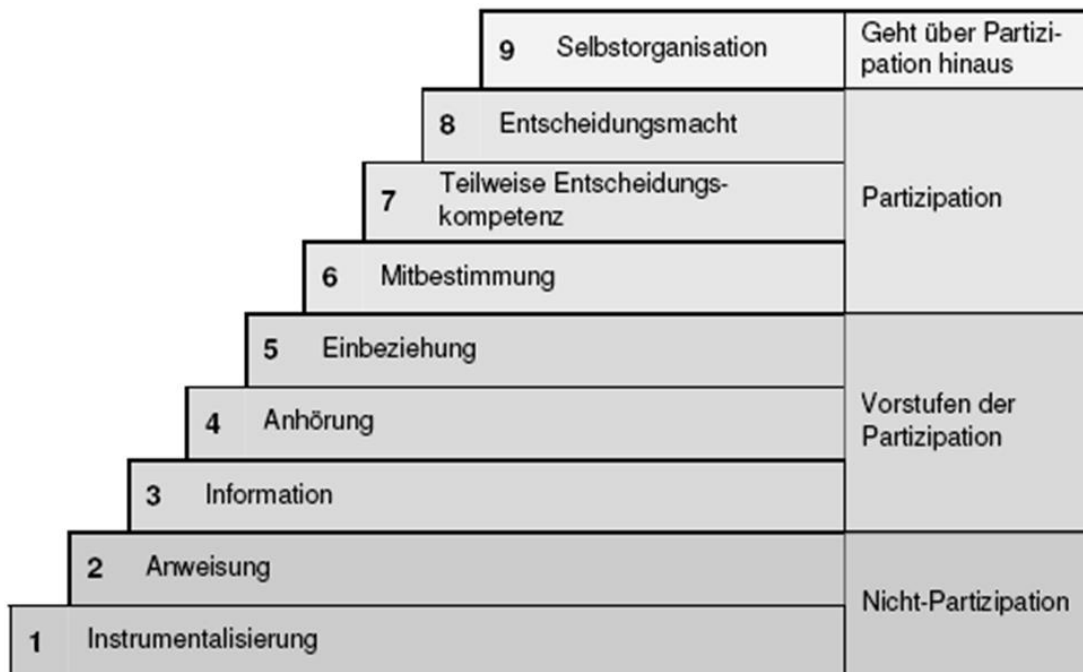 9 Selbstorganisation
Geht über Partizi-
pation hinaus
8 Entscheidungsmacht
7 Teilweise Entscheidungs-
kompetenz
Partizipation
6 Mitbestimmung
5 Einbeziehung
4 Anhörung
Vorstufen der
Partizipation
3 Information
2 Anweisung
Nicht-Partizipation
1 Instrumentalisierung